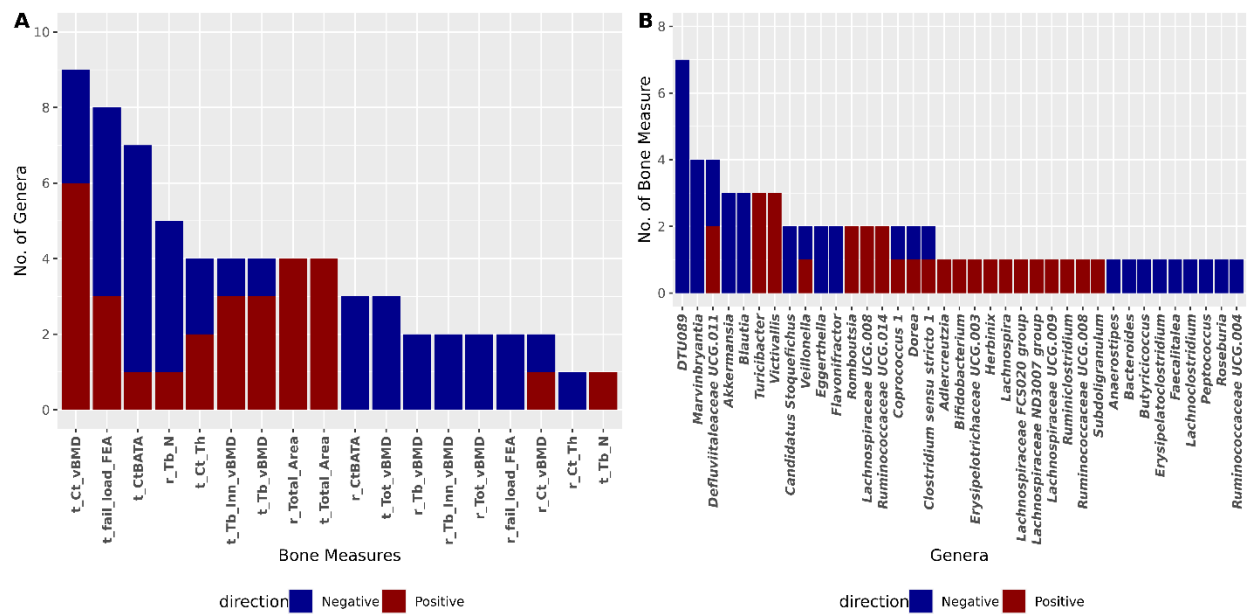 A
No. of Genera
10
8
6
4
2
0
t_Ct_vBMD
t_fail_load_FEA
t_CtBATA
r_Tb_N
t_Ct_Th
t_Tb_Inn_vBMD
t_Tb_vBMD
r_Total_Area
t_Total_Area
r_CtBATA
t_Tot_vBMD
r_Tb_vBMD
r_Tb_Inn_vBMD
r_Tot_vBMD
r_fail_load_FEA
r_Ct_vBMD
r_Ct_Th
t_Tb_N
Bone Measures
direction Negative Positive
B
No. of Bone Measure
8
6
4
2
0
DTU089
Marvinbryantia
Defluviitaleaceae UCG.011
Akkermansia
Blautia
Turicibacter
Victivallis
Candidatus Stoquefichus
Veillonella
Eggerthella
Flavonifractor
Romboutsia
Lachnospiraceae UCG.008
Ruminococcaceae UCG.014
Coprococcus 1
Dorea
Clostridium sensu stricto 1
Adlercreutzia
Bifidobacterium
Erysipelotrichaceae UCG.003
Herbinix
Lachnospira
Lachnospiraceae FCS020 group
Lachnospiraceae ND3007 group
Lachnospiraceae UCG.009
Ruminiclostridium
Ruminococcaceae UCG.008
Subdoligranulum
Anaerostipes
Bacteroides
Butyricicoccus
Erysipelatoclostridium
Faecalitalea
Lachnoclostridium
Peptococcus
Roseburia
Ruminococcaceae UCG.004
Genera
direction Negative Positive